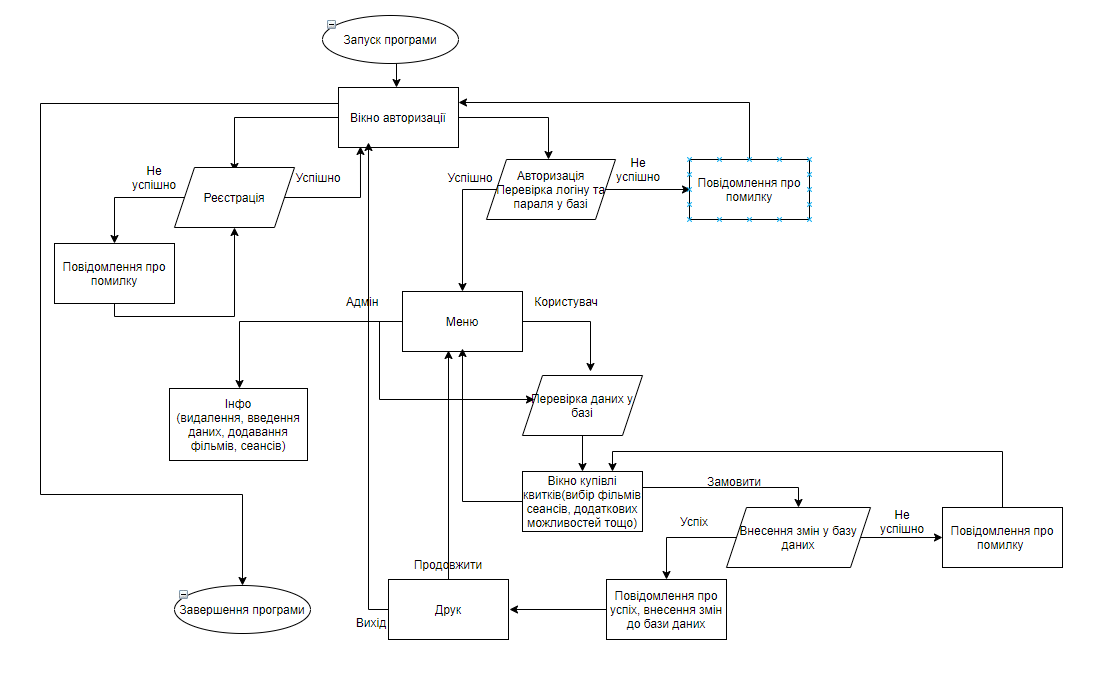 Запуск програми
Вікно авторизації
Не
успішно
Реєстрація
Успішно
Успішно
Авторизація
Перевірка логіну та
параля у базі
Не
успішно
Повідомлення про
помилку
Повідомлення про
помилку
Адмін
Меню
Користувач
Інфо
(видалення, введення
даних, додавання
фільмів, сеансів)
Перевірка даних у
базі
Вікно купівлі
квитків(вибір фільмів
сеансів, додаткових
можливостей тощо)
Замовити
Успіх
Внесення змін у базу
даних
Не
успішно
Повідомлення про
помилку
Продовжити
Завершення програми
Вихід
Друк
Повідомлення про
успіх, внесення змін
до бази даних